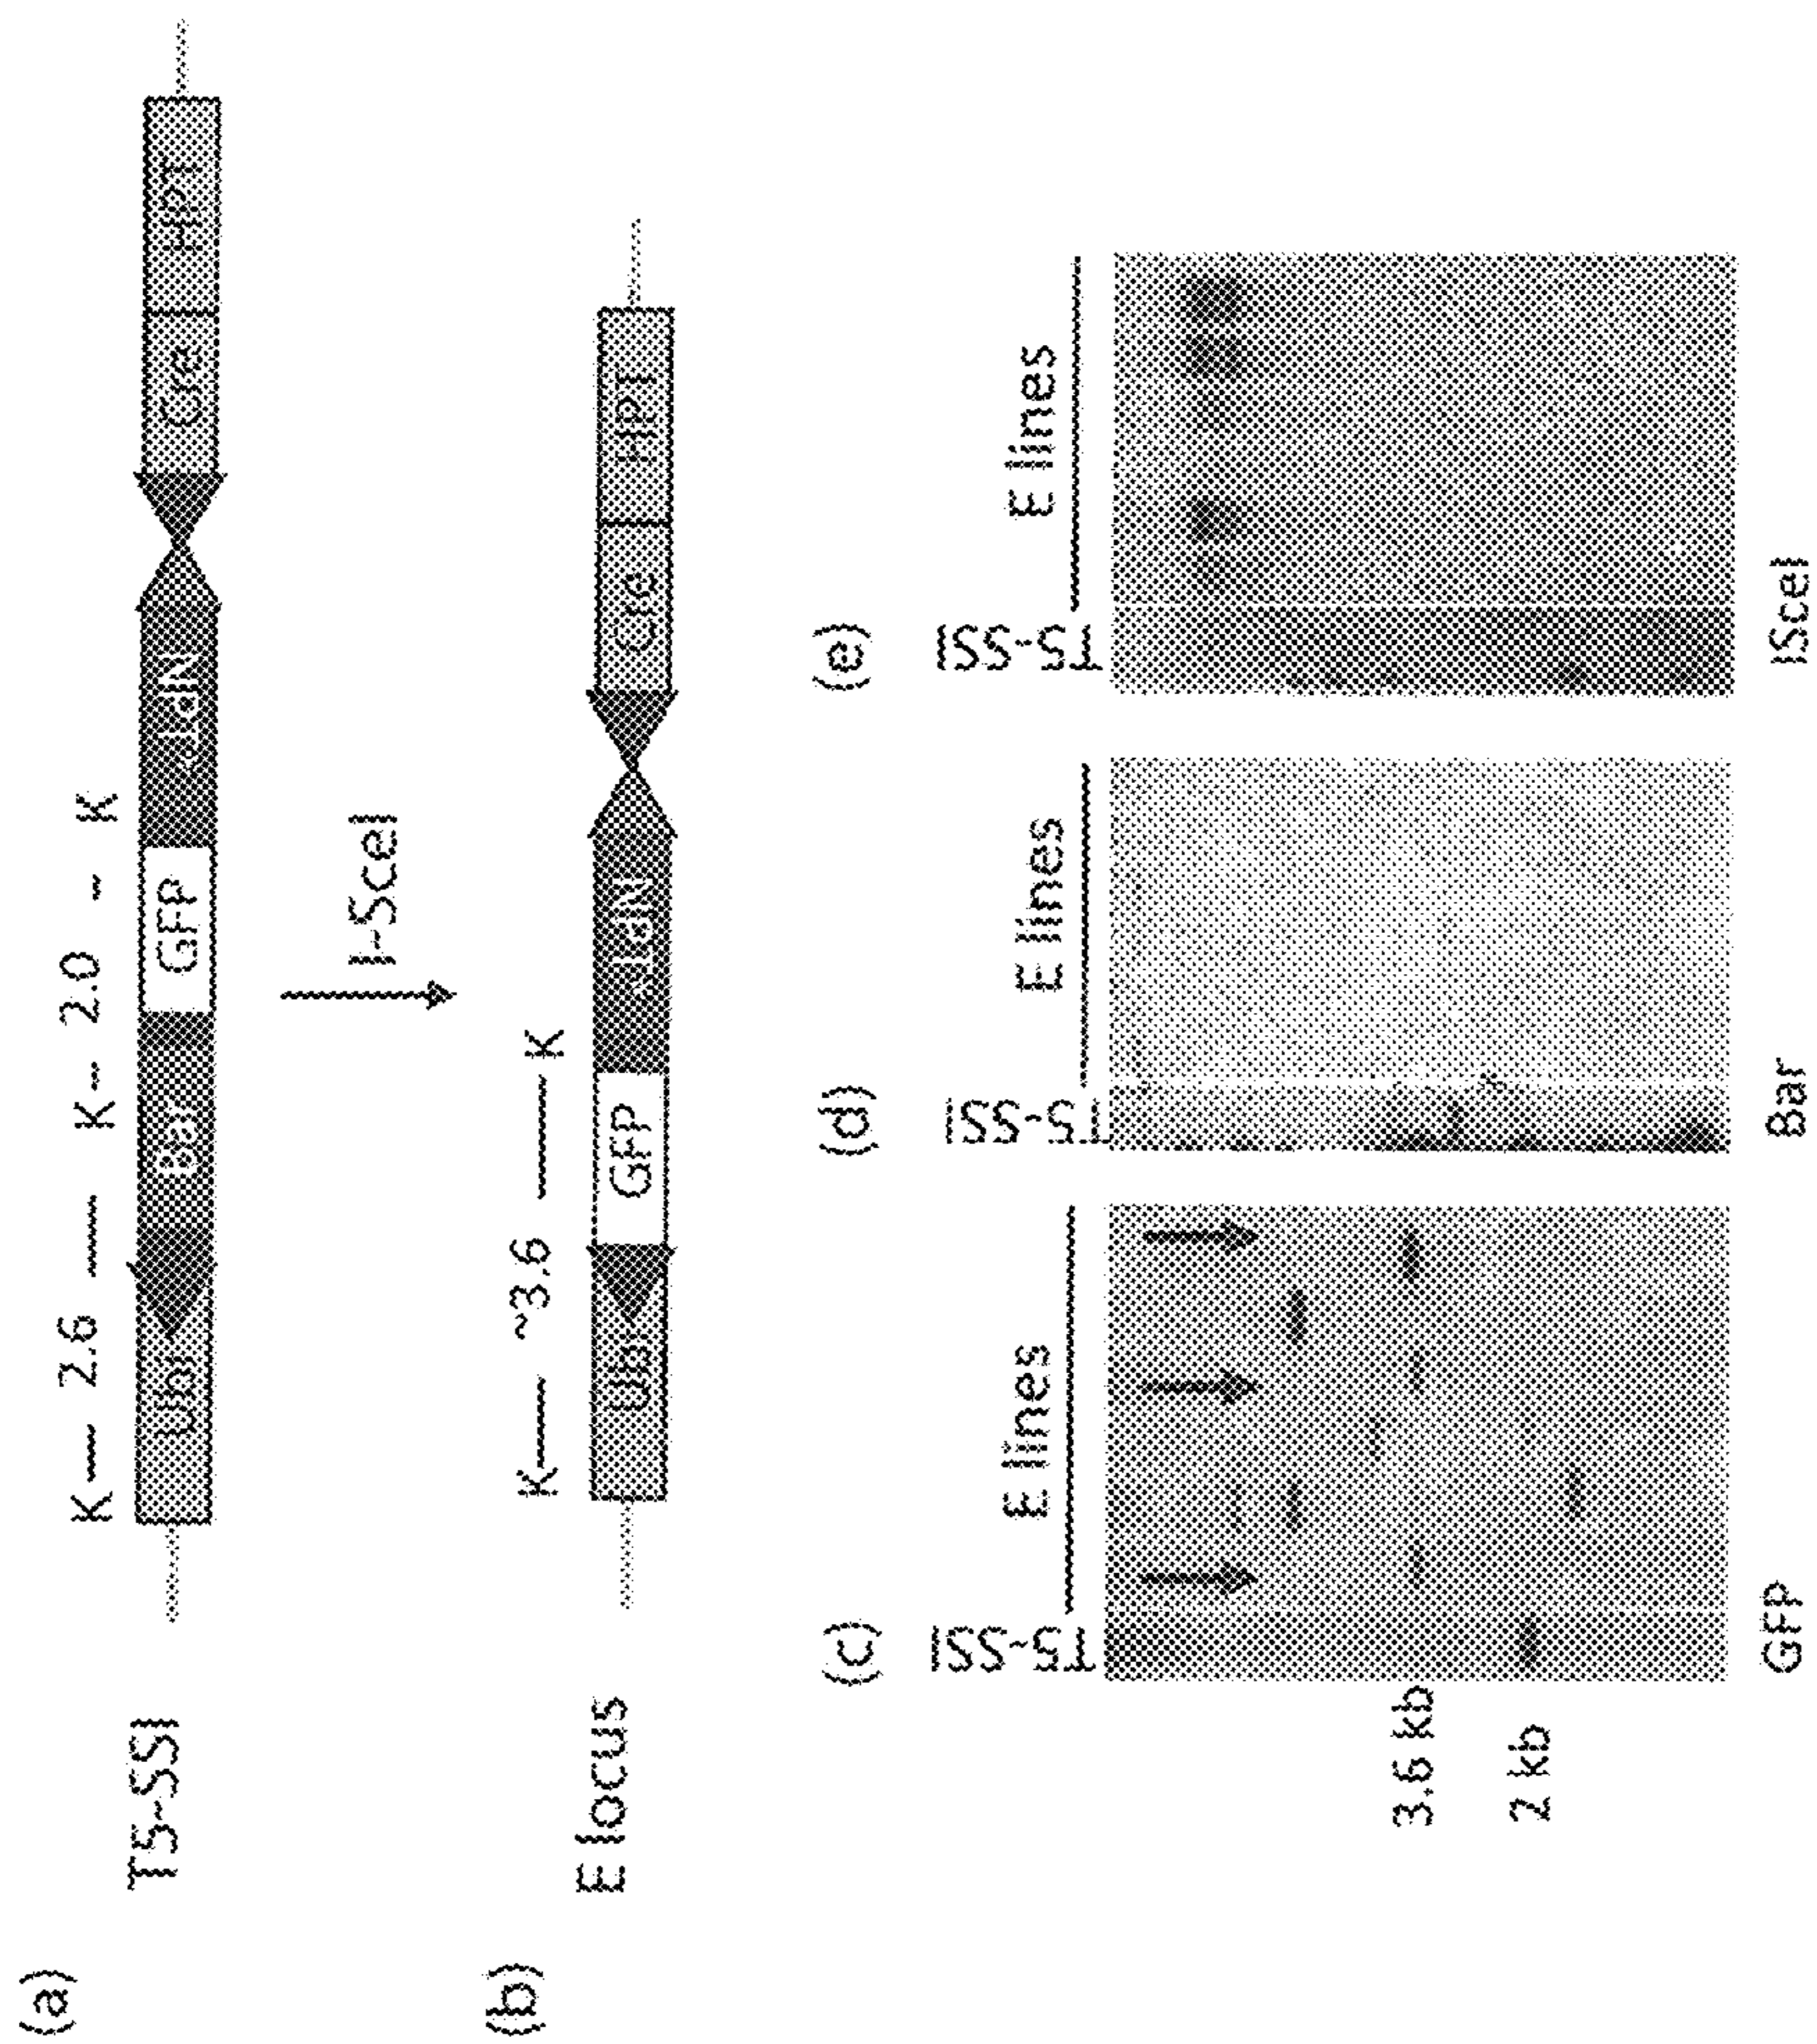 (a)
K — 2.6 — K -- 2.0 - K
T5-SSI
Ubi Bar GFP NPT Cre HPT
I-SceI
(b)
K — ~3.6 — K
E locus
Ubi GFP NPT Cre HPT
(c) (d) (e)
T5-SSI E lines T5-SSI E lines T5-SSI E lines
3.6 kb
2 kb
GFP Bar ISceI